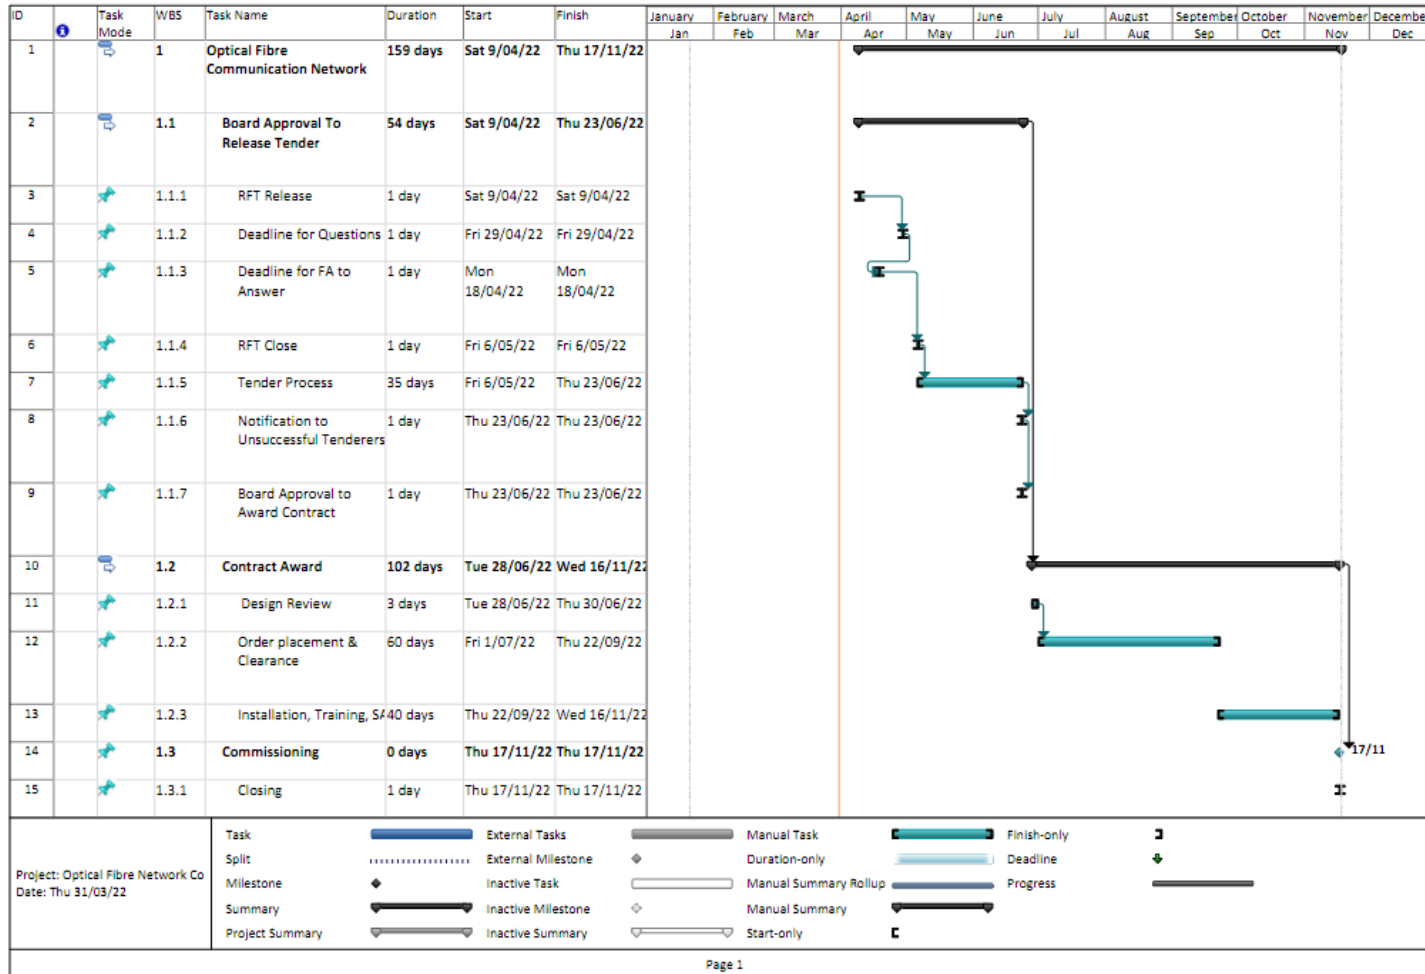 ID Task Mode WBS Task Name Duration Start Finish January February March April May June July August September October November December
Jan Feb Mar Apr May Jun Jul Aug Sep Oct Nov Dec
1 1 Optical Fibre 159 days Sat 9/04/22 Thu 17/11/22
Communication Network
2 1.1 Board Approval To 54 days Sat 9/04/22 Thu 23/06/22
Release Tender
3 1.1.1 RFT Release 1 day Sat 9/04/22 Sat 9/04/22
4 1.1.2 Deadline for Questions 1 day Fri 29/04/22 Fri 29/04/22
5 1.1.3 Deadline for FA to 1 day Mon Mon
Answer 18/04/22 18/04/22
6 1.1.4 RFT Close 1 day Fri 6/05/22 Fri 6/05/22
7 1.1.5 Tender Process 35 days Fri 6/05/22 Thu 23/06/22
8 1.1.6 Notification to 1 day Thu 23/06/22 Thu 23/06/22
Unsuccessful Tenderers
9 1.1.7 Board Approval to 1 day Thu 23/06/22 Thu 23/06/22
Award Contract
10 1.2 Contract Award 102 days Tue 28/06/22 Wed 16/11/22
11 1.2.1 Design Review 3 days Tue 28/06/22 Thu 30/06/22
12 1.2.2 Order placement & 60 days Fri 1/07/22 Thu 22/09/22
Clearance
13 1.2.3 Installation, Training, SA 40 days Thu 22/09/22 Wed 16/11/22
14 1.3 Commissioning 0 days Thu 17/11/22 Thu 17/11/22 17/11
15 1.3.1 Closing 1 day Thu 17/11/22 Thu 17/11/22
Project: Optical Fibre Network Co
Date: Thu 31/03/22
Task External Tasks Manual Task Finish-only
Split External Milestone Duration-only Deadline
Milestone Inactive Task Manual Summary Rollup Progress
Summary Inactive Milestone Manual Summary
Project Summary Inactive Summary Start-only
Page 1